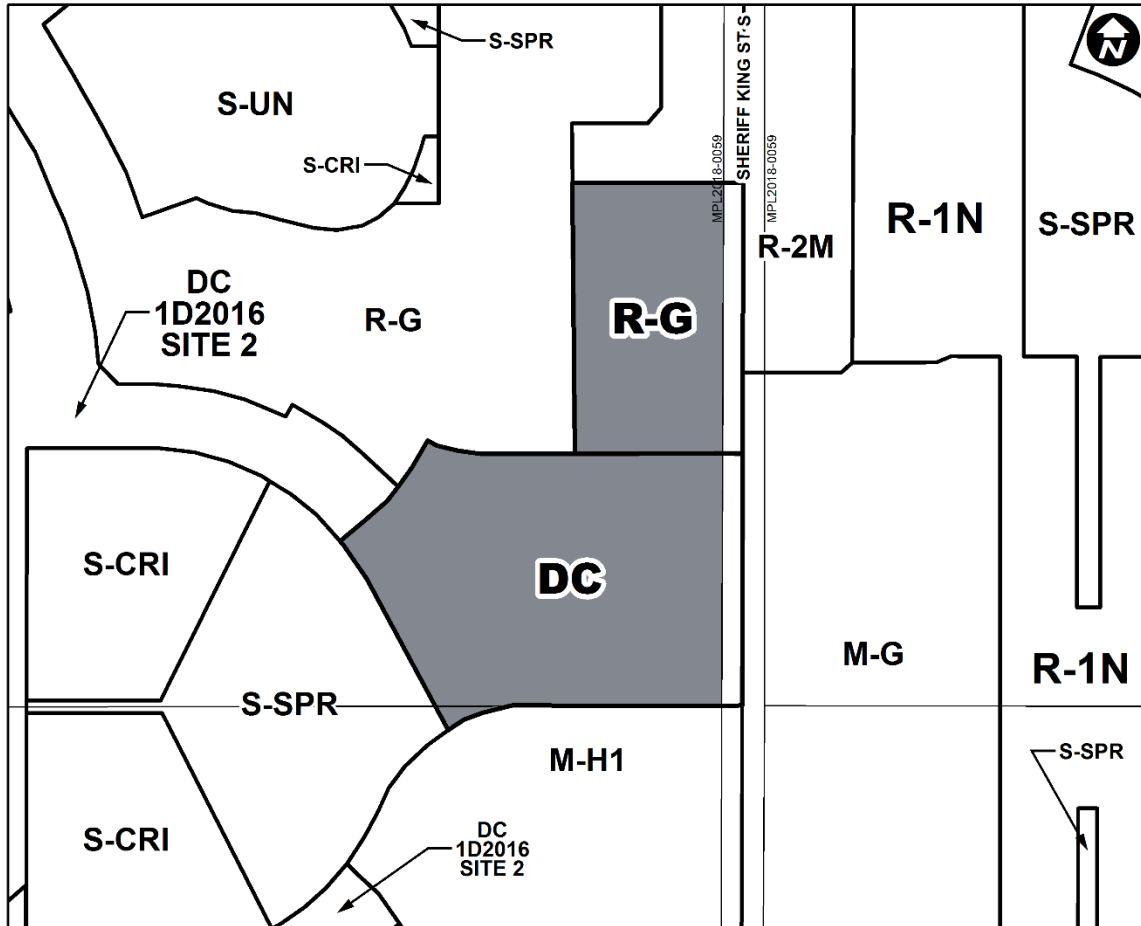 S-SPR
SHERIFF KING ST S
N
S-UN
S-CRI
MPL2018-0059
MPL2018-0059
R-1N
S-SPR
R-2M
DC
1D2016
SITE 2
R-G
R-G
S-CRI
DC
M-G
R-1N
S-SPR
M-H1
S-SPR
S-CRI
DC
1D2016
SITE 2